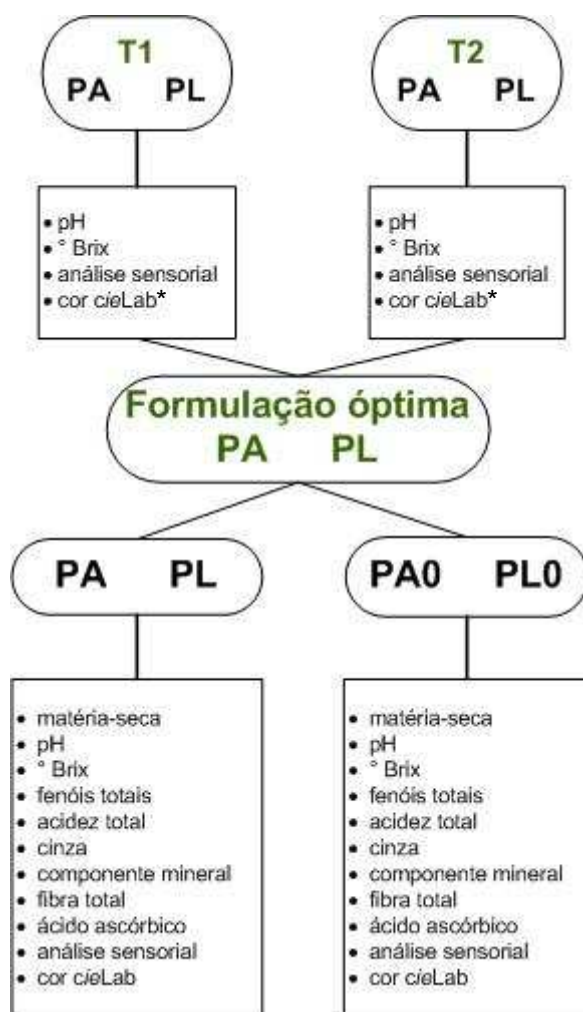 T1
PA PL
T2
PA PL
• pH
• ° Brix
• análise sensorial
• cor cieLab*
• pH
• ° Brix
• análise sensorial
• cor cieLab*
Formulação óptima
PA PL
PA PL
PA0 PL0
• matéria-seca
• pH
• ° Brix
• fenóis totais
• acidez total
• cinza
• componente mineral
• fibra total
• ácido ascórbico
• análise sensorial
• cor cieLab
• matéria-seca
• pH
• ° Brix
• fenóis totais
• acidez total
• cinza
• componente mineral
• fibra total
• ácido ascórbico
• análise sensorial
• cor cieLab